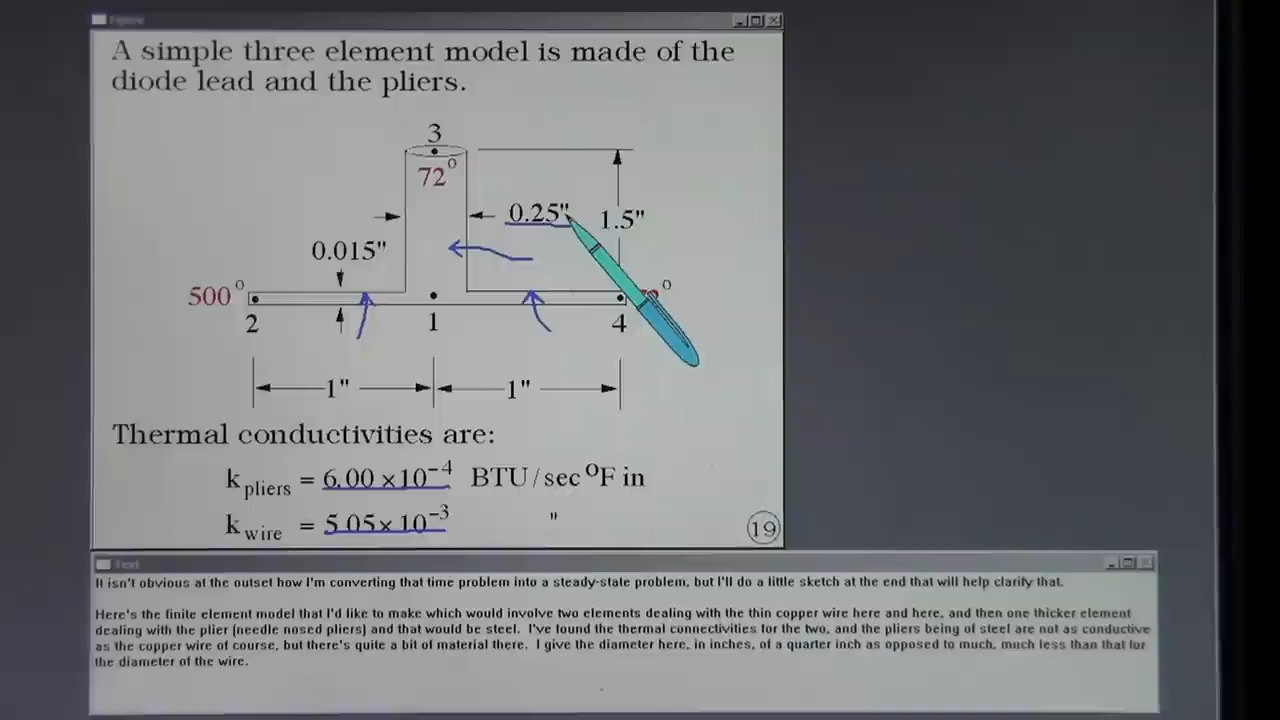 Figure
A simple three element model is made of the
diode lead and the pliers.
3
72°
0.25"
1.5"
0.015"
500°
°
2
1
4
1"
1"
Thermal conductivities are:
k pliers = 6.00 ×10⁻⁴ BTU/sec °F in
k wire = 5.05× 10⁻³ "
19
Text
It isn't obvious at the outset how I'm converting that time problem into a steady-state problem, but I'll do a little sketch at the end that will help clarify that.
Here's the finite element model that I'd like to make which would involve two elements dealing with the thin copper wire here and here, and then one thicker element
dealing with the plier (needle nosed pliers) and that would be steel. I've found the thermal connectivities for the two, and the pliers being of steel are not as conductive
as the copper wire of course, but there's quite a bit of material there. I give the diameter here, in inches, of a quarter inch as opposed to much, much less than that for
the diameter of the wire.